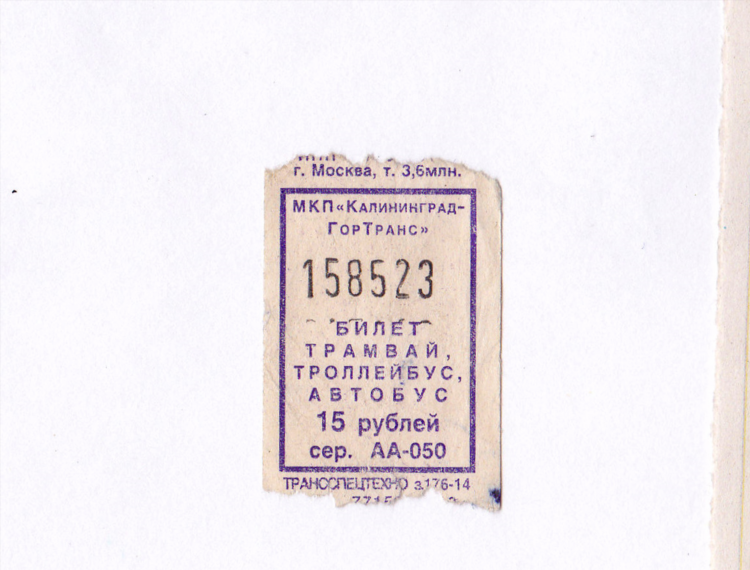 г. Москва, т. 3,6млн.
МКП«КАЛИНИНГРАД-
ГОРТРАНС»
158523
БИЛЕТ
ТРАМВАЙ,
ТРОЛЛЕЙБУС,
АВТОБУС
15 рублей
сер. АА-050
ТРАНССПЕЦТЕХНО з.176-14